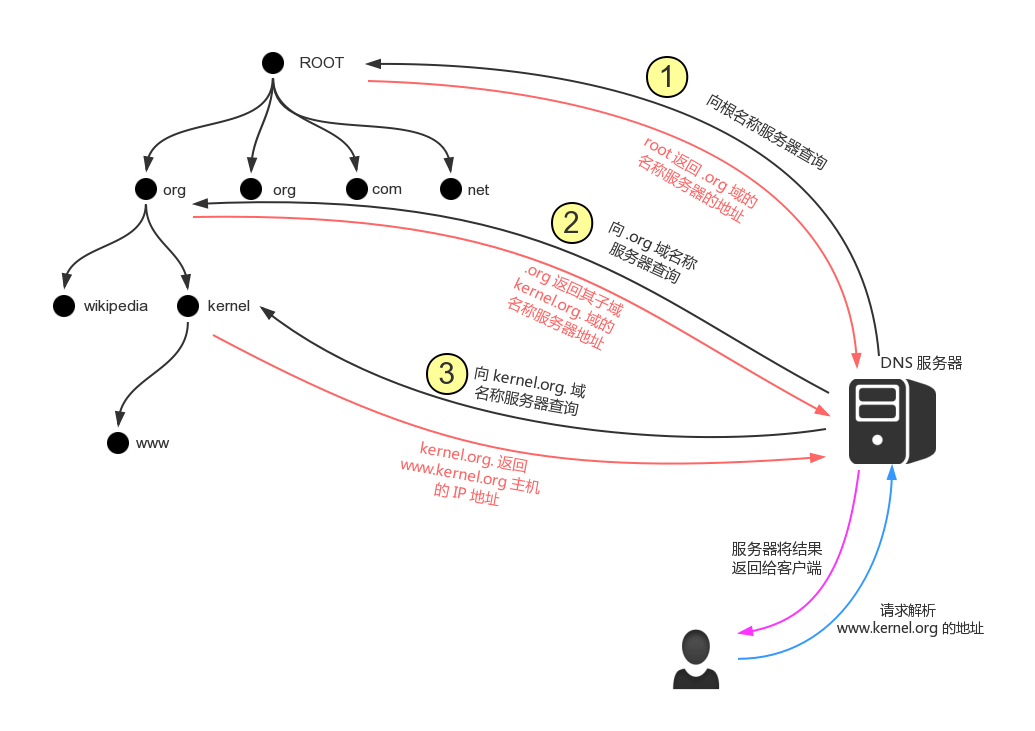 ROOT
1
向根名称服务器查询
root 返回 .org 域的
名称服务器的地址
org
org
com
net
2
向 .org 域名称
服务器查询
.org 返回其子域
kernel.org. 域的
名称服务器地址
wikipedia
kernel
3
向 kernel.org. 域
名称服务器查询
DNS 服务器
www
kernel.org. 返回
www.kernel.org 主机
的 IP 地址
服务器将结果
返回给客户端
请求解析
www.kernel.org 的地址